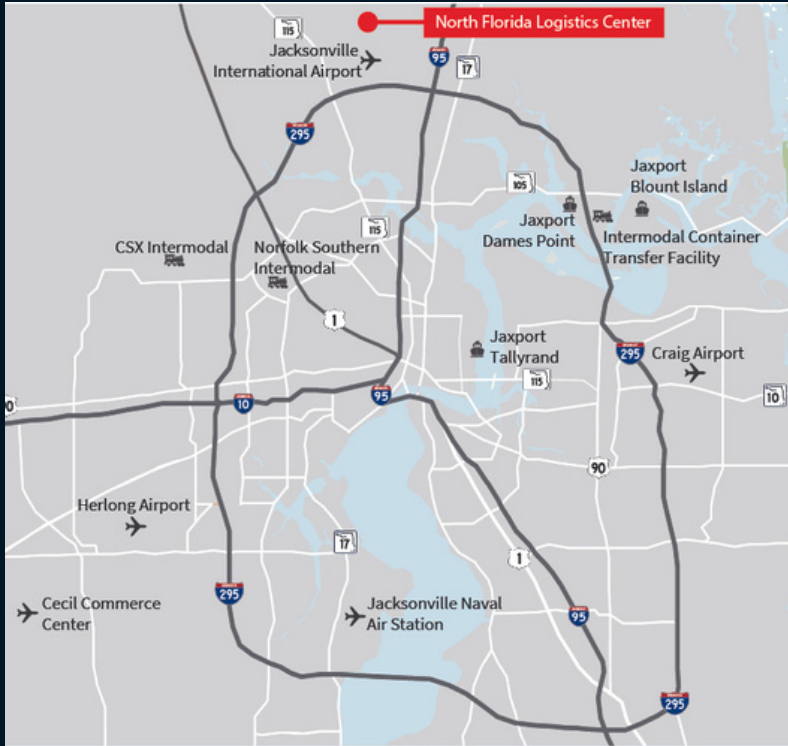 115
North Florida Logistics Center
Jacksonville
International Airport
95
17
295
105
Jaxport
Blount Island
Jaxport
Dames Point
Intermodal Container
Transfer Facility
115
CSX Intermodal
Norfolk Southern
Intermodal
1
Jaxport
Tallyrand
295
Craig Airport
115
10
90
10
95
90
Herlong Airport
17
1
295
Cecil Commerce
Center
Jacksonville Naval
Air Station
95
295